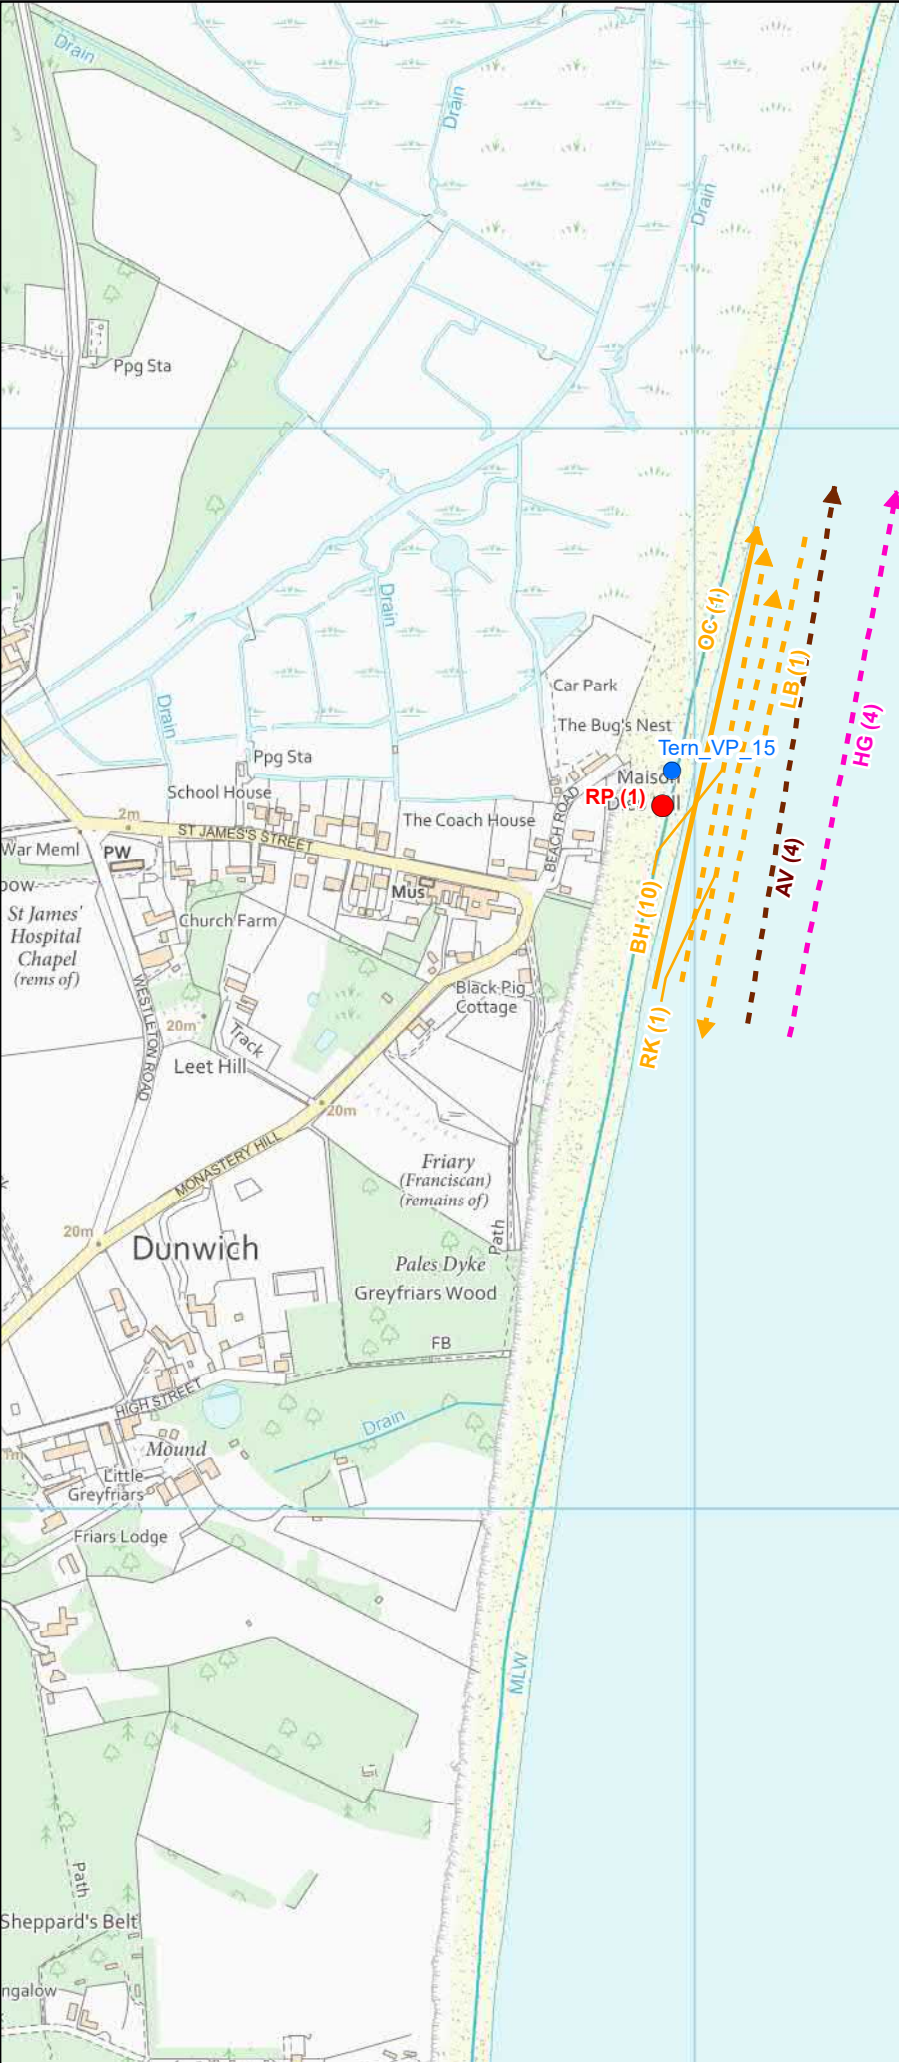 Drain
Drain
Drain
Ppg Sta
OC (1)
Drain
LB (1)
Car Park
Drain
HG (4)
The Bug's Nest
Tern_VP_15
Ppg Sta
Maison
School House
RP (1)
2m
The Coach House
BEACH ROAD
ST JAMES'S STREET
War Meml
PW
AV (4)
Mus
St James'
Hospital
Chapel
(rems of)
Church Farm
BH (10)
Black Pig
Cottage
WESTLETON ROAD
20m
Track
RK (1)
Leet Hill
20m
MONASTERY HILL
Friary
(Franciscan)
(remains of)
20m
Path
Dunwich
Pales Dyke
Greyfriars Wood
FB
HIGH STREET
Drain
Mound
Little
Greyfriars
Friars Lodge
MLW
Path
Sheppard's Belt
ngalow